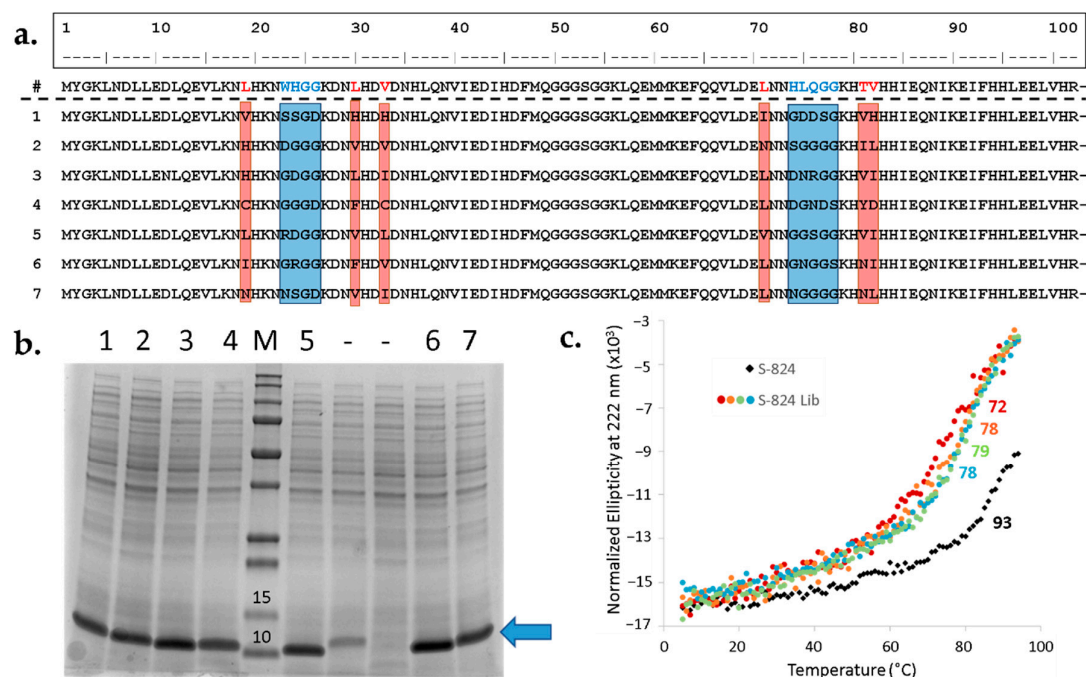 a.
1 10 20 30 40 50 60 70 80 90 100
# MYGKLNDLLEDLQEVLKNLHKNWHGGKDNLHDVDNHLQNVIEDIHDFMQGGGSGGKLQEMMKEFQQVLDELNNHLQGGKHTVHHIEQNIKEIFHHLEELVHR-
1 MYGKLNDLLEDLQEVLKNVHKNSSGDKDNHHDHDNHLQNVIEDIHDFMQGGGSGGKLQEMMKEFQQVLDEINNGDDSGKHVHHHIEQNIKEIFHHLEELVHR-
2 MYGKLNDLLEDLQEVLKNHHKNDGGGKDNVHDVDNHLQNVIEDIHDFMQGGGSGGKLQEMMKEFQQVLDENNNSGGGGKHILHHIEQNIKEIFHHLEELVHR-
3 MYGKLNDLLENLQEVLKNHHKNGDGGKDNLHDIDNHLQNVIEDIHDFMQGGGSGGKLQEMMKEFQQVLDELNNDNRGGKHVIHHIEQNIKEIFHHLEELVHR-
4 MYGKLNDLLEDLQEVLKNCHKNGGGDKDNFHDCDNHLQNVIEDIHDFMQGGGSGGKLQEMMKEFQQVLDELNNDGNDSKHYDHHIEQNIKEIFHHLEELVHR-
5 MYGKLNDLLEDLQEVLKNLHKNRDGGKDNVHDLDNHLQNVIEDIHDFMQGGGSGGKLQEMMKEFQQVLDEVNNGGSGGKHVIHHIEQNIKEIFHHLEELVHR-
6 MYGKLNDLLEDLQEVLKNIHKNGRGGKDNFHDVDNHLQNVIEDIHDFMQGGGSGGKLQEMMKEFQQVLDELNNGNGGSKHNIHHIEQNIKEIFHHLEELVHR-
7 MYGKLNDLLEDLQEVLKNNHKNNSGDKDNVHDIDNHLQNVIEDIHDFMQGGGSGGKLQEMMKEFQQVLDELNNNGGGGKHNLHHIEQNIKEIFHHLEELVHR-
b.
1 2 3 4 M 5 - - 6 7
15
10
c.
Normalized Ellipticity at 222 nm (x10³)
−3
−5
−7
−9
−11
−13
−15
−17
S-824
S-824 Lib
72
78
79
78
93
0 20 40 60 80 100
Temperature (°C)